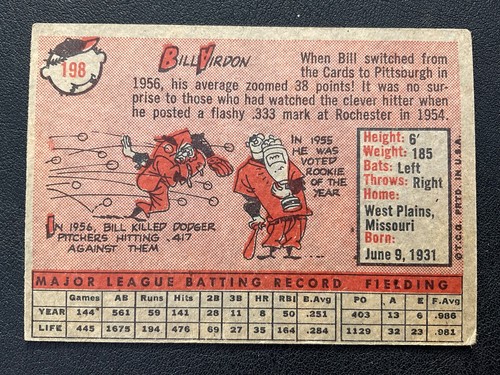 198
BILL VIRDON
When Bill switched from
the Cards to Pittsourgh in
1956, his average zoomed 38 points! It was no sur-
prise to those who had watched the clever hitter when
he posted a flashy .333 mark at Rochester in 1954.
IN 1956, BILL KILLED DODGER
PITCHERS HITTING .417
AGAINST THEM
IN 1955
HE WAS
VOTED
ROOKIE
OF THE
YEAR
Height: 6'
Weight: 185
Bats: Left
Throws: Right
Home:
West Plains,
Missouri
Born:
June 9, 1931
© T.C.G. PRTD. IN U.S.A.
MAJOR LEAGUE BATTING RECORD FIELDING
Games AB Runs Hits 2B 3B HR RBI B.Avg PO A E F.Avg
YEAR 144 561 59 141 28 11 8 50 .251 403 13 6 .986
LIFE 445 1675 194 476 69 27 35 164 .284 1129 32 23 .981